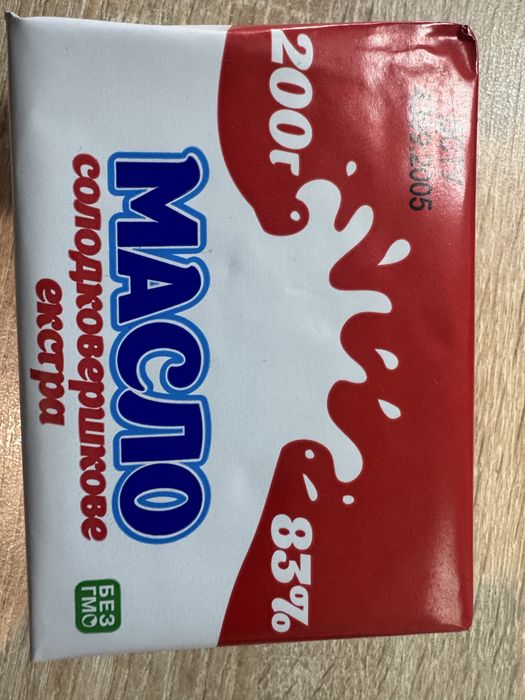 200г
83%
МАСЛО
солодковершкове
екстра
БЕЗ
ГМО